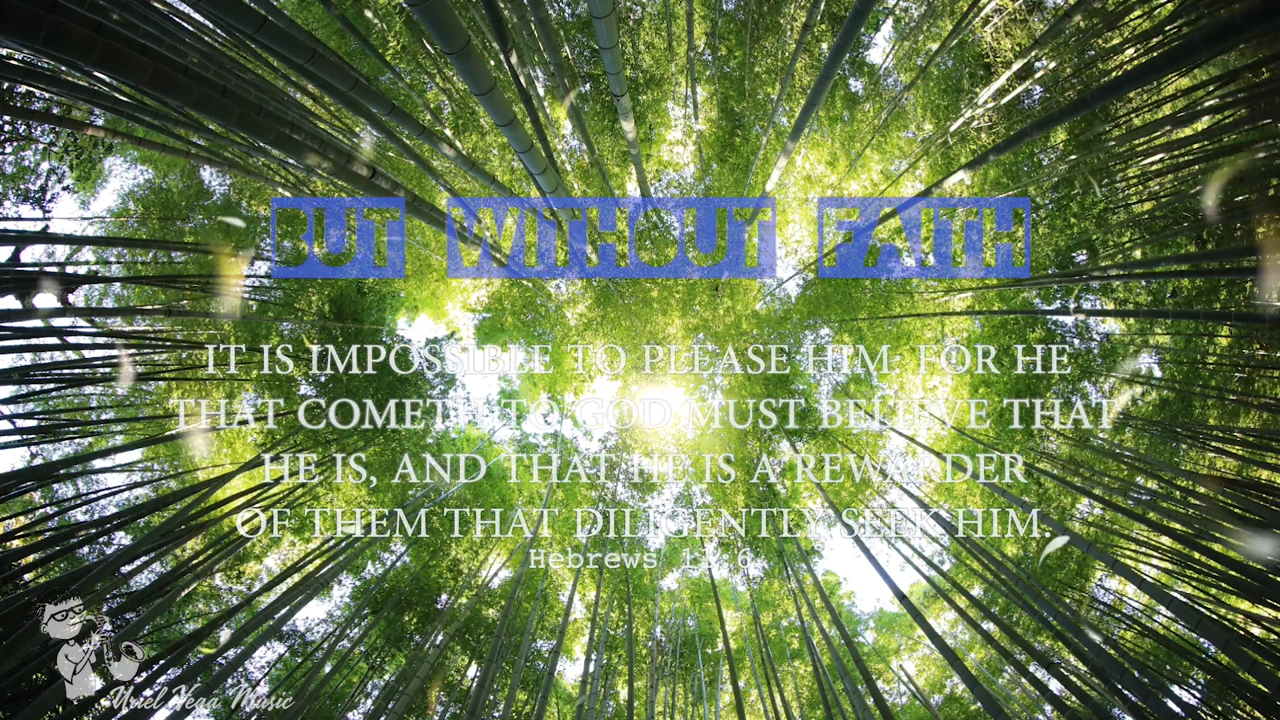 BUT WITHOUT FAITH
IT IS IMPOSSIBLE TO PLEASE HIM: FOR HE
THAT COMETH TO GOD MUST BELIEVE THAT
HE IS, AND THAT HE IS A REWARDER
OF THEM THAT DILIGENTLY SEEK HIM.
Hebrews 11:6
Uriel Vega Music